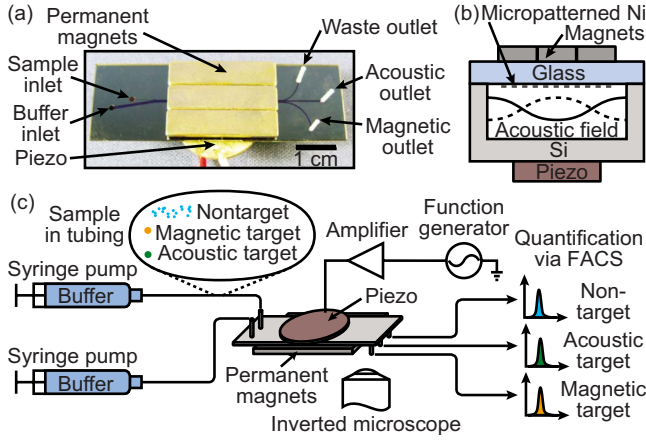 (a)
Permanent
magnets
Waste outlet
Sample
inlet
Acoustic
outlet
Buffer
inlet
Magnetic
outlet
Piezo
1 cm
(b)
Micropatterned Ni
Magnets
Glass
Acoustic field
Si
Piezo
(c)
Sample
in tubing
Nontarget
Magnetic target
Acoustic target
Amplifier
Function
generator
Quantification
via FACS
Syringe pump
Buffer
Piezo
Non-
target
Syringe pump
Buffer
Permanent
magnets
Acoustic
target
Inverted microscope
Magnetic
target